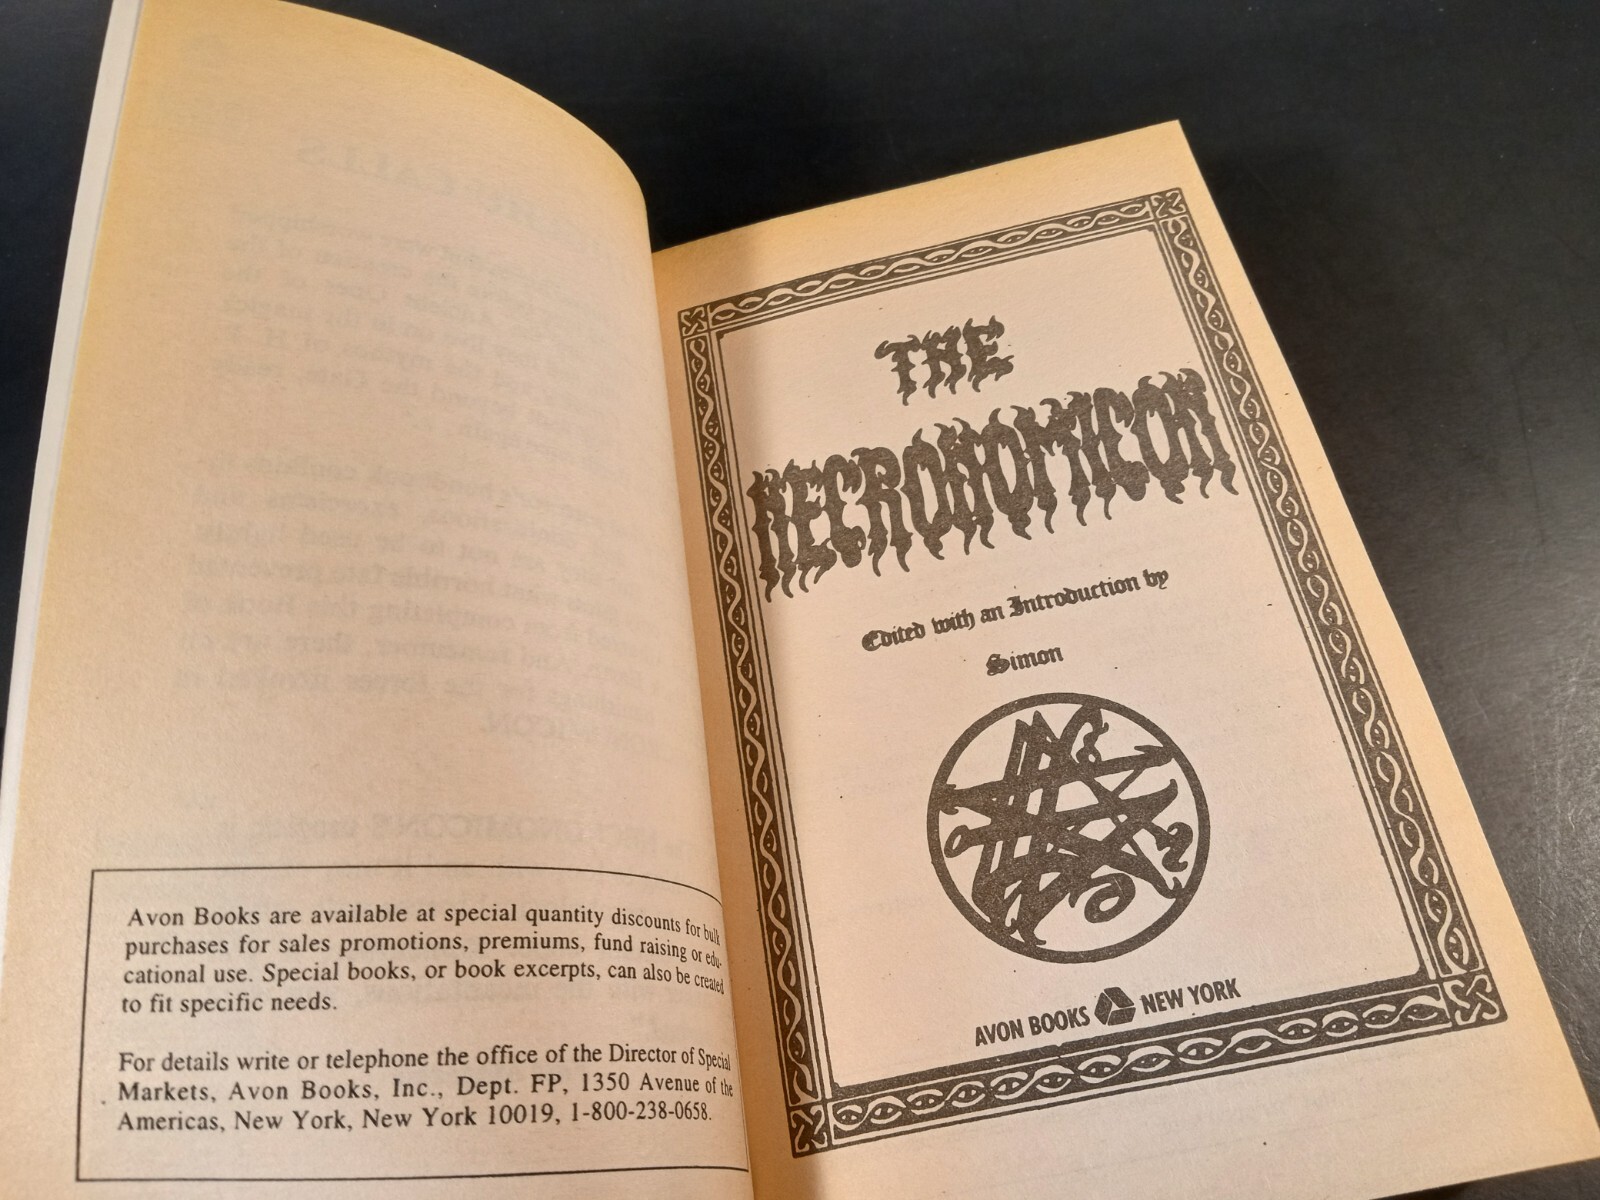 Avon Books are available at special quantity discounts for bulk
purchases for sales promotions, premiums, fund raising or edu-
cational use. Special books, or book excerpts, can also be created
to fit specific needs.
For details write or telephone the office of the Director of Special
Markets, Avon Books, Inc., Dept. FP, 1350 Avenue of the
Americas, New York, New York 10019, 1-800-238-0658.
THE
NECRONOMICON
Edited with an Introduction by
Simon
AVON BOOKS NEW YORK